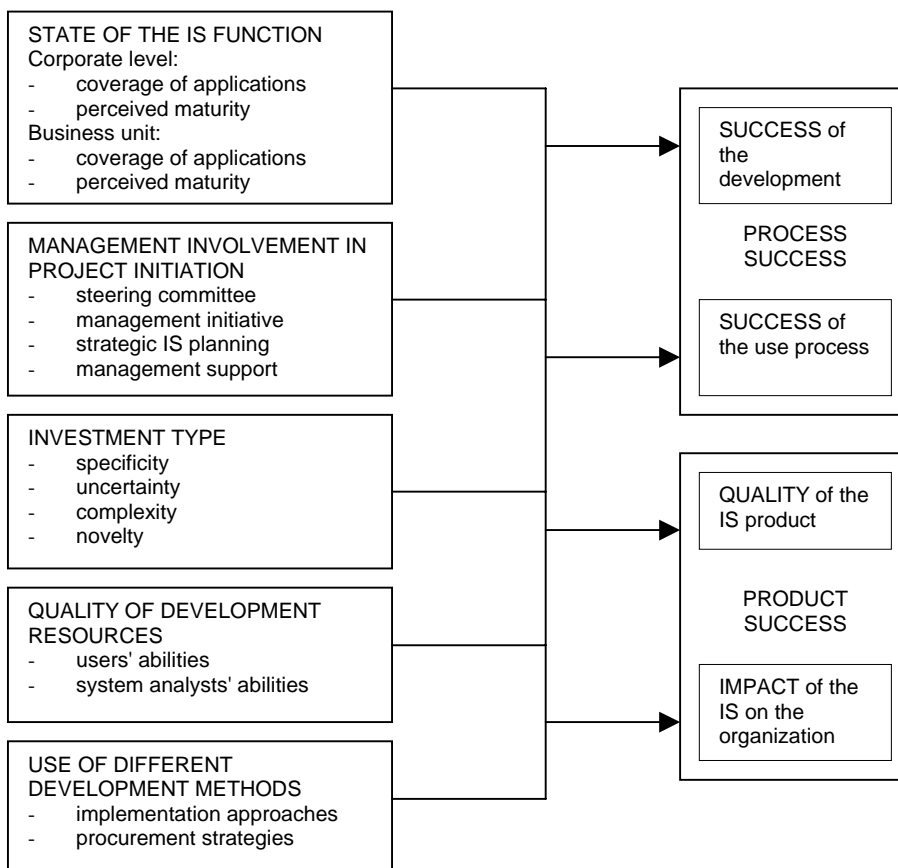 STATE OF THE IS FUNCTION
Corporate level:
- coverage of applications
- perceived maturity
Business unit:
- coverage of applications
- perceived maturity
MANAGEMENT INVOLVEMENT IN
PROJECT INITIATION
- steering committee
- management initiative
- strategic IS planning
- management support
INVESTMENT TYPE
- specificity
- uncertainty
- complexity
- novelty
QUALITY OF DEVELOPMENT
RESOURCES
- users' abilities
- system analysts' abilities
USE OF DIFFERENT
DEVELOPMENT METHODS
- implementation approaches
- procurement strategies
SUCCESS of
the
development
PROCESS
SUCCESS
SUCCESS of
the use process
QUALITY of the
IS product
PRODUCT
SUCCESS
IMPACT of the
IS on the
organization